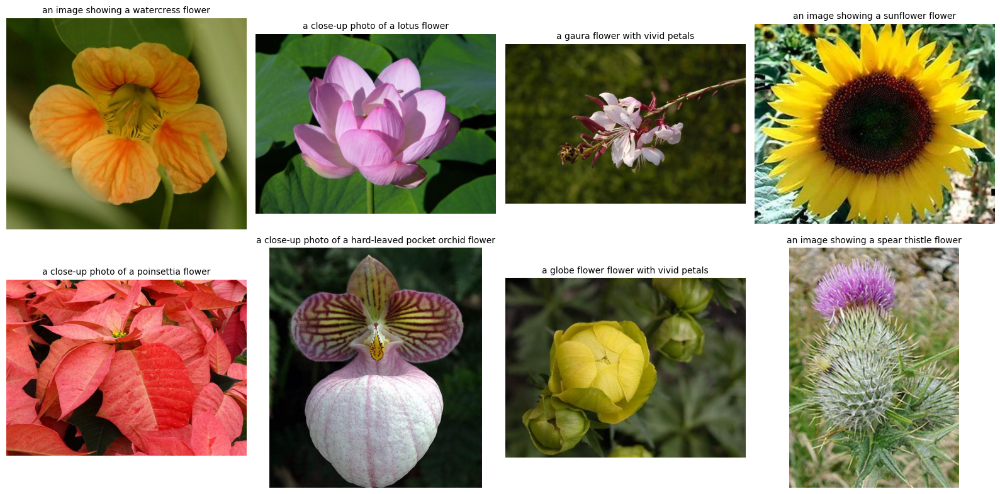 an image showing a watercress flower
a close-up photo of a lotus flower
a gaura flower with vivid petals
an image showing a sunflower flower
a close-up photo of a poinsettia flower
a close-up photo of a hard-leaved pocket orchid flower
a globe flower flower with vivid petals
an image showing a spear thistle flower